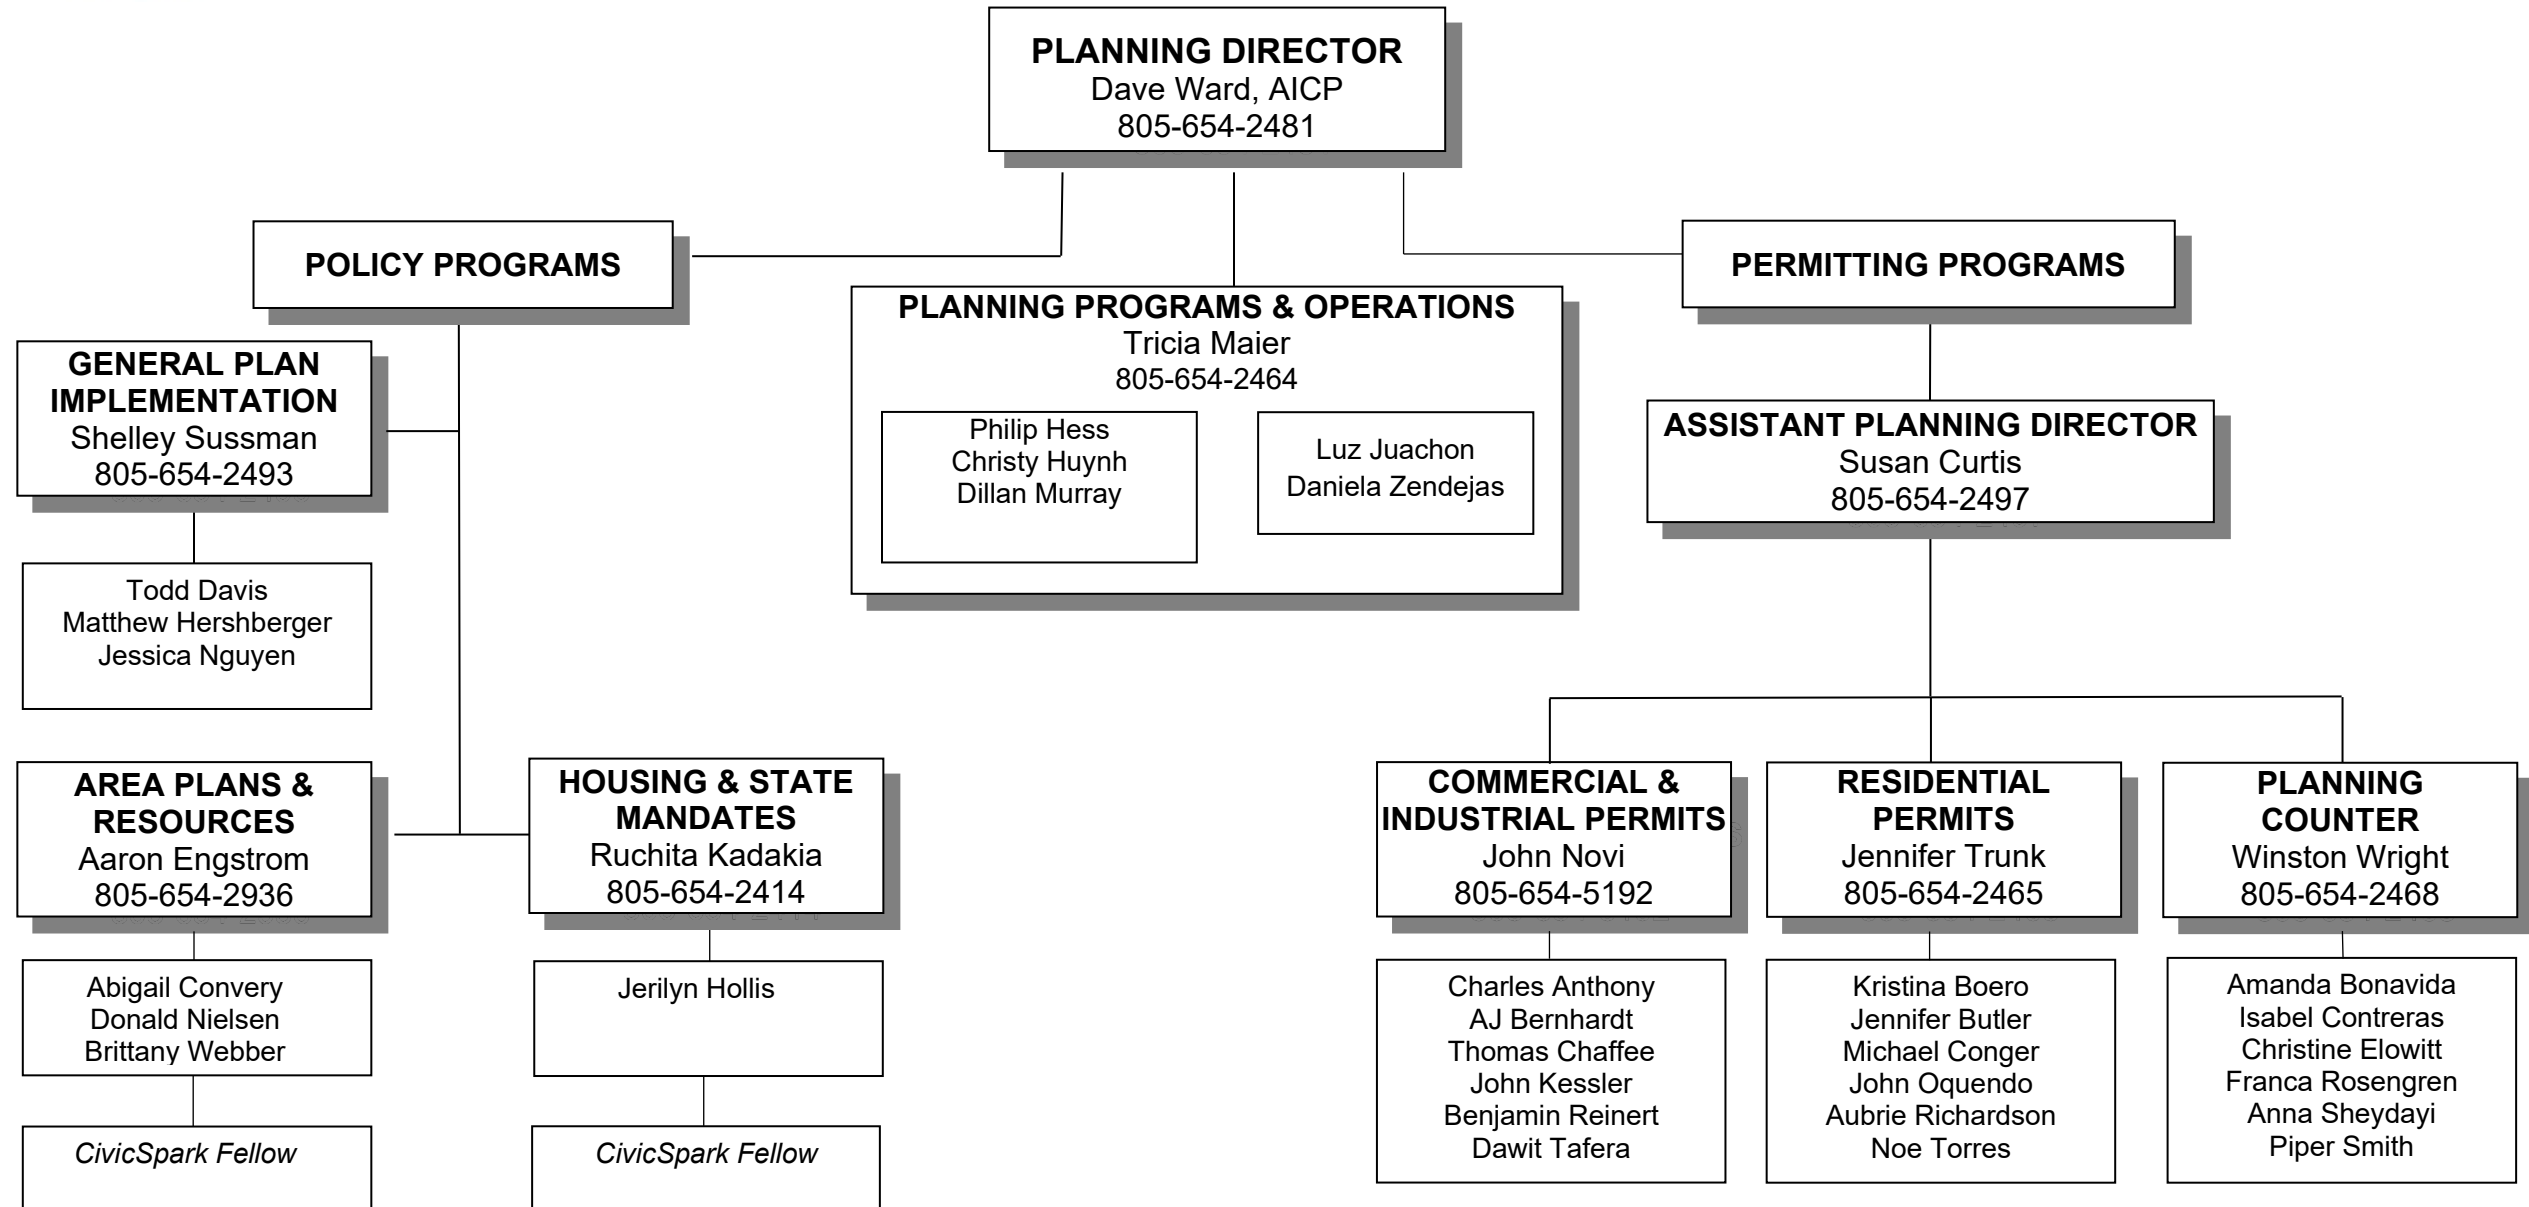 PLANNING DIRECTOR
Dave Ward, AICP
805-654-2481
POLICY PROGRAMS
PLANNING PROGRAMS & OPERATIONS
Tricia Maier
805-654-2464
Philip Hess
Christy Huynh
Dillan Murray
Luz Juachon
Daniela Zendejas
PERMITTING PROGRAMS
GENERAL PLAN
IMPLEMENTATION
Shelley Sussman
805-654-2493
Todd Davis
Matthew Hershberger
Jessica Nguyen
ASSISTANT PLANNING DIRECTOR
Susan Curtis
805-654-2497
AREA PLANS &
RESOURCES
Aaron Engstrom
805-654-2936
Abigail Convery
Donald Nielsen
Brittany Webber
CivicSpark Fellow
HOUSING & STATE
MANDATES
Ruchita Kadakia
805-654-2414
Jerilyn Hollis
CivicSpark Fellow
COMMERCIAL &
INDUSTRIAL PERMITS
John Novi
805-654-5192
Charles Anthony
AJ Bernhardt
Thomas Chaffee
John Kessler
Benjamin Reinert
Dawit Tafera
RESIDENTIAL
PERMITS
Jennifer Trunk
805-654-2465
Kristina Boero
Jennifer Butler
Michael Conger
John Oquendo
Aubrie Richardson
Noe Torres
PLANNING
COUNTER
Winston Wright
805-654-2468
Amanda Bonavida
Isabel Contreras
Christine Elowitt
Franca Rosengren
Anna Sheydayi
Piper Smith